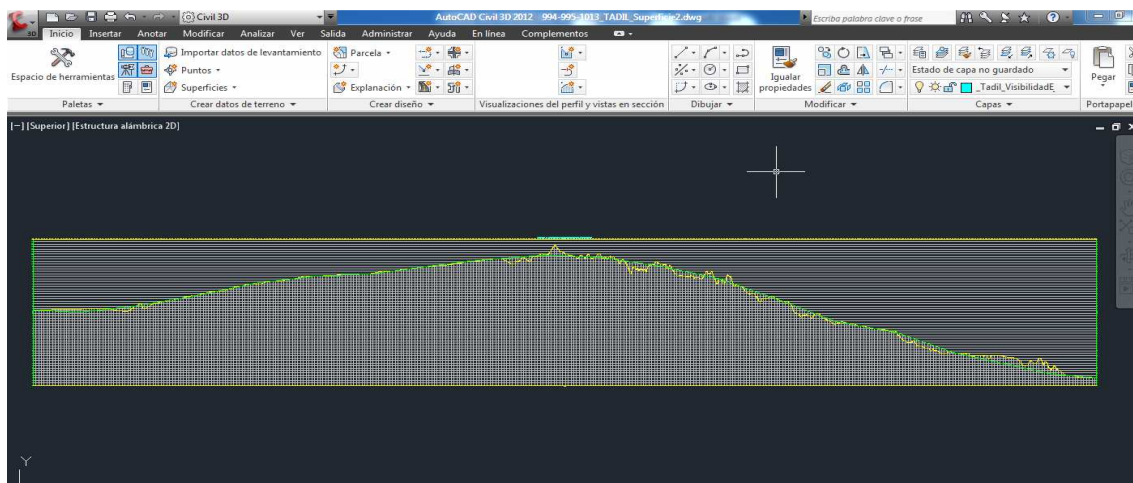 Civil 3D
AutoCAD Civil 3D 2012 994-995-1013_TADIL_Superficie2.dwg
Escriba palabra clave o frase
3D
Inicio Insertar Anotar Modificar Analizar Ver Salida Administrar Ayuda En línea Complementos
Espacio de herramientas
Importar datos de levantamiento
Puntos
Superficies
Parcela
Explanación
Igualar
propiedades
Estado de capa no guardado
_Tadil_VisibilidadE
Pegar
Paletas Crear datos de terreno Crear diseño Visualizaciones del perfil y vistas en sección Dibujar Modificar Capas Portapapel
[−] [Superior] [Estructura alámbrica 2D]
Y